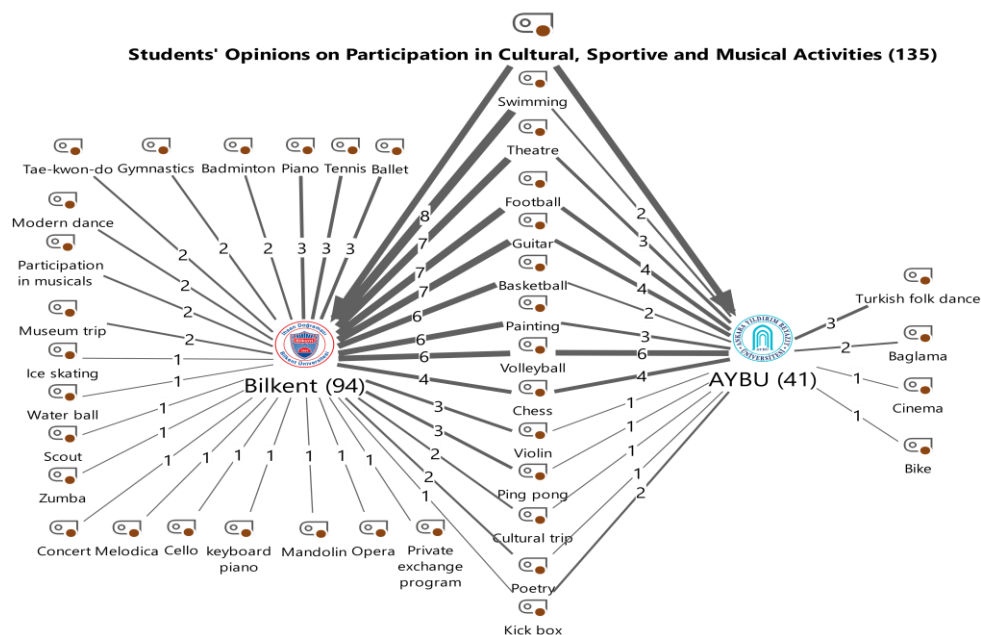 Students' Opinions on Participation in Cultural, Sportive and Musical Activities (135)
Swimming
Theatre
Football
Guitar
Basketball
Painting
Volleyball
Chess
Violin
Ping pong
Cultural trip
Poetry
Kick box
Tae-kwon-do
Gymnastics
Badminton
Piano
Tennis
Ballet
Modern dance
Participation
in musicals
Museum trip
Ice skating
Water ball
Scout
Zumba
Concert
Melodica
Cello
keyboard
piano
Mandolin
Opera
Private
exchange
program
2
2
2
3
3
3
2
2
2
1
1
1
1
1
1
1
1
1
1
1
8
7
7
7
6
6
6
4
3
3
2
2
1
Bilkent (94)
2
3
4
4
2
3
6
4
1
1
1
1
2
AYBU (41)
Turkish folk dance
3
Baglama
2
Cinema
1
Bike
1